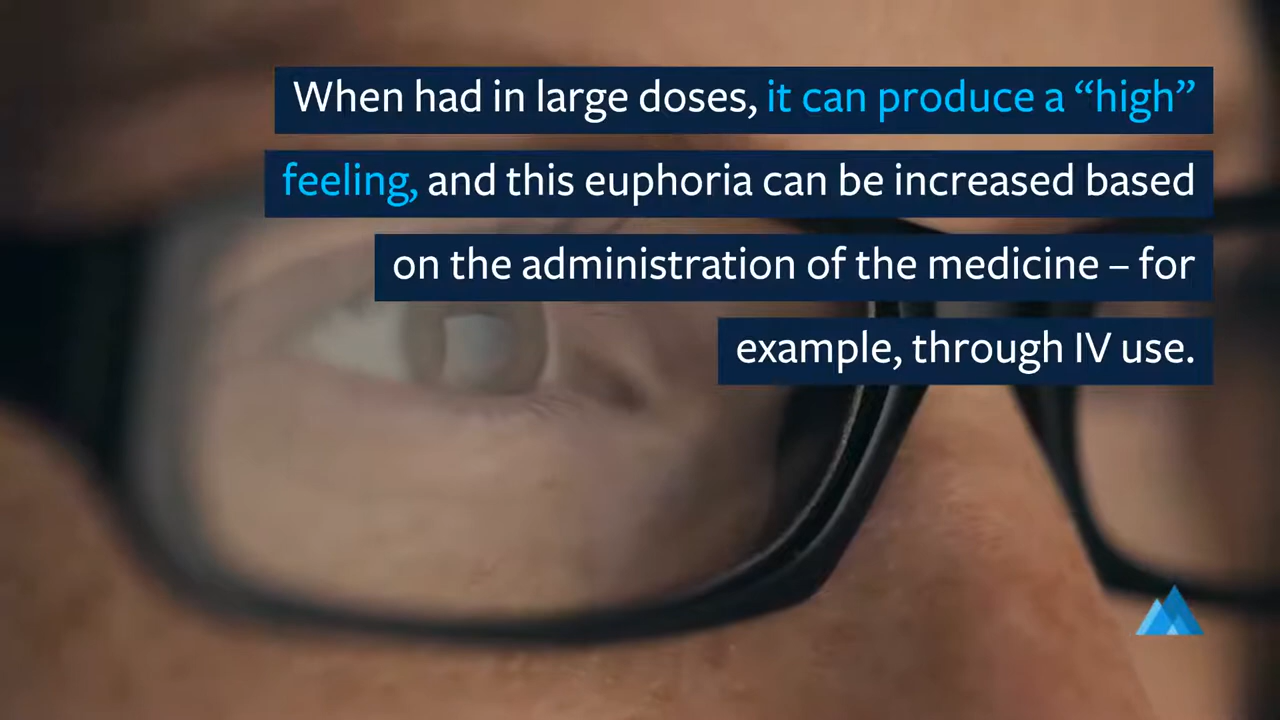 When had in large doses, it can produce a “high”
feeling, and this euphoria can be increased based
on the administration of the medicine – for
example, through IV use.